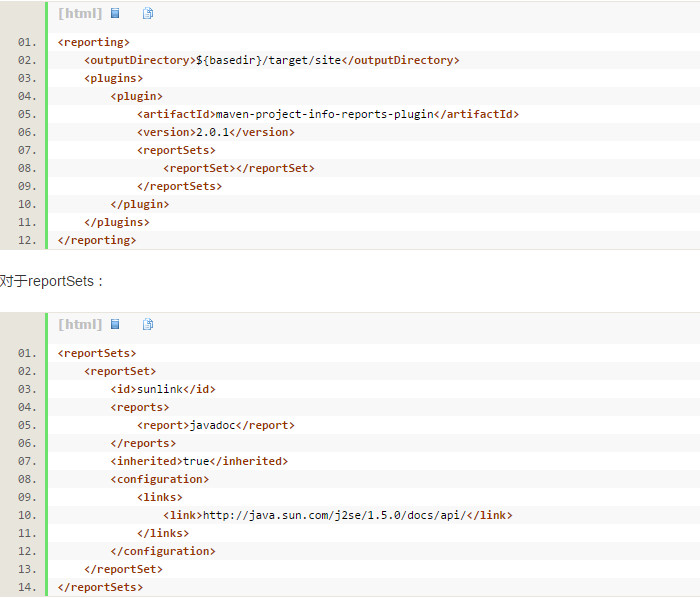 [html]
01. <reporting>
02.     <outputDirectory>${basedir}/target/site</outputDirectory>
03.     <plugins>
04.         <plugin>
05.             <artifactId>maven-project-info-reports-plugin</artifactId>
06.             <version>2.0.1</version>
07.             <reportSets>
08.                 <reportSet></reportSet>
09.             </reportSets>
10.         </plugin>
11.     </plugins>
12. </reporting>
对于reportSets：
[html]
01. <reportSets>
02.     <reportSet>
03.         <id>sunlink</id>
04.         <reports>
05.             <report>javadoc</report>
06.         </reports>
07.         <inherited>true</inherited>
08.         <configuration>
09.             <links>
10.                 <link>http://java.sun.com/j2se/1.5.0/docs/api/</link>
11.             </links>
12.         </configuration>
13.     </reportSet>
14. </reportSets>